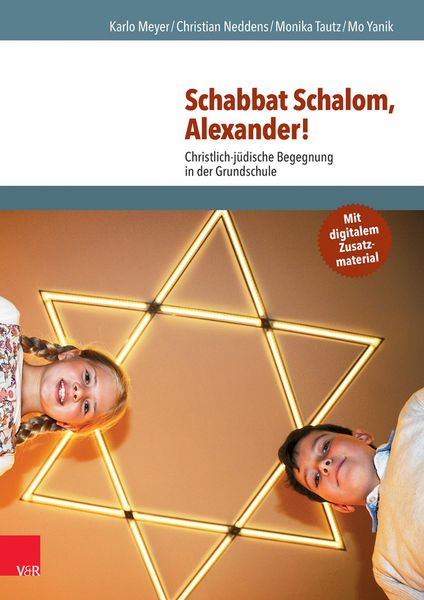 Karlo Meyer/Christian Neddens/Monika Tautz/Mo Yanik
Schabbat Schalom,
Alexander!
Christlich-jüdische Begegnung
in der Grundschule
Mit
digitalem
Zusatz-
material
V&R